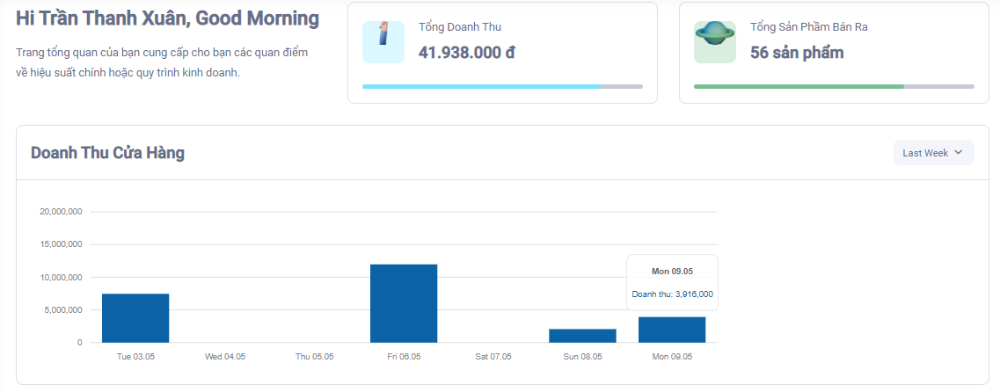 Hi Trần Thanh Xuân, Good Morning
Trang tổng quan của bạn cung cấp cho bạn các quan điểm
về hiệu suất chính hoặc quy trình kinh doanh.
Tổng Doanh Thu
41.938.000 đ
Tổng Sản Phầm Bán Ra
56 sản phẩm
Doanh Thu Cửa Hàng
Last Week
20,000,000
15,000,000
10,000,000
5,000,000
0
Mon 09.05
Doanh thu: 3,916,000
Tue 03.05 Wed 04.05 Thu 05.05 Fri 06.05 Sat 07.05 Sun 08.05 Mon 09.05